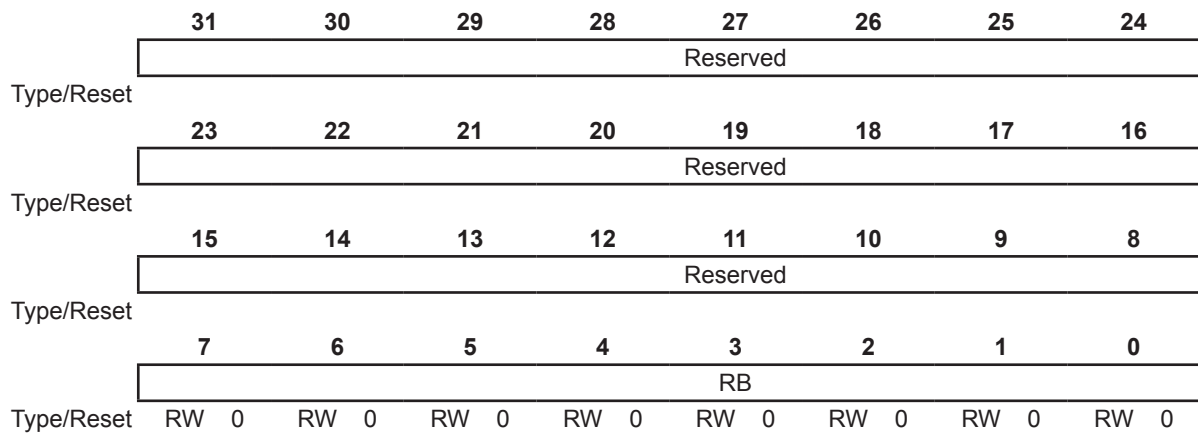 31 30 29 28 27 26 25 24
Reserved
Type/Reset
23 22 21 20 19 18 17 16
Reserved
Type/Reset
15 14 13 12 11 10 9 8
Reserved
Type/Reset
7 6 5 4 3 2 1 0
RB
Type/Reset RW 0 RW 0 RW 0 RW 0 RW 0 RW 0 RW 0 RW 0